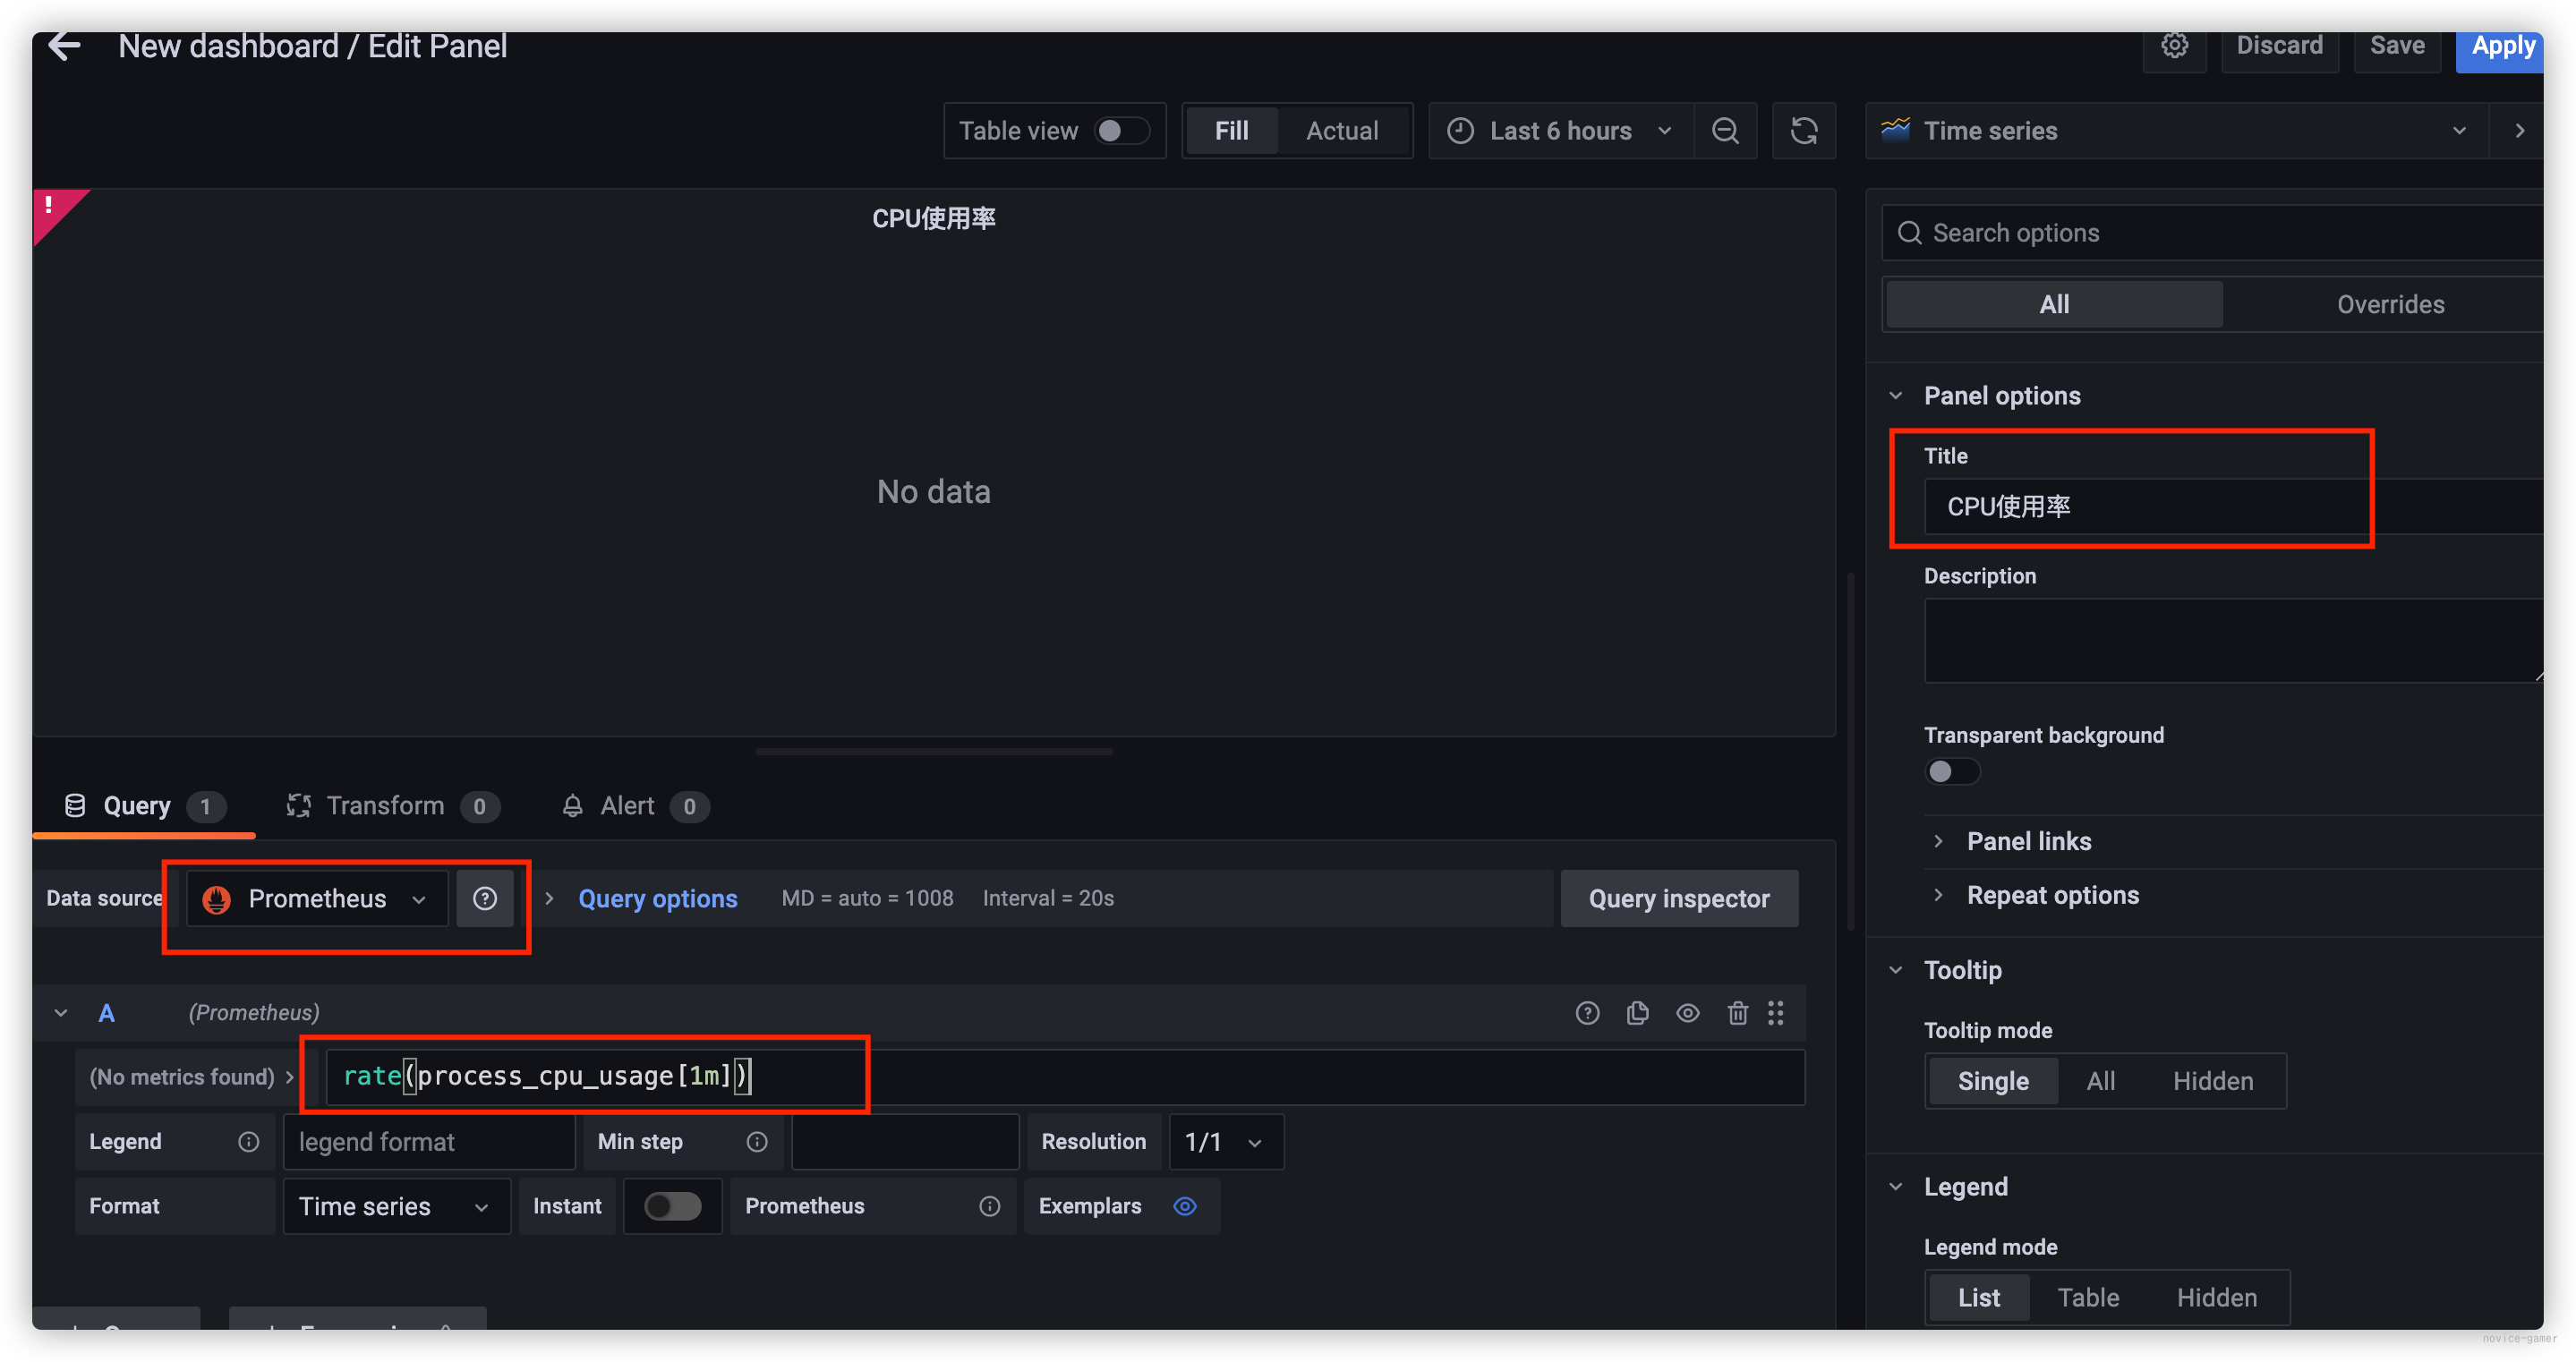 New dashboard / Edit Panel
Discard
Save
Apply
Table view
Fill
Actual
Last 6 hours
Time series
!
CPU使用率
No data
Search options
All
Overrides
Panel options
Title
CPU使用率
Description
Transparent background
Panel links
Repeat options
Tooltip
Tooltip mode
Single
All
Hidden
Legend
Legend mode
List
Table
Hidden
Query 1
Transform 0
Alert 0
Data source
Prometheus
Query options
MD = auto = 1008
Interval = 20s
Query inspector
A
(Prometheus)
(No metrics found)
rate(process_cpu_usage[1m])
Legend
legend format
Min step
Resolution
1/1
Format
Time series
Instant
Prometheus
Exemplars
novice-gamer